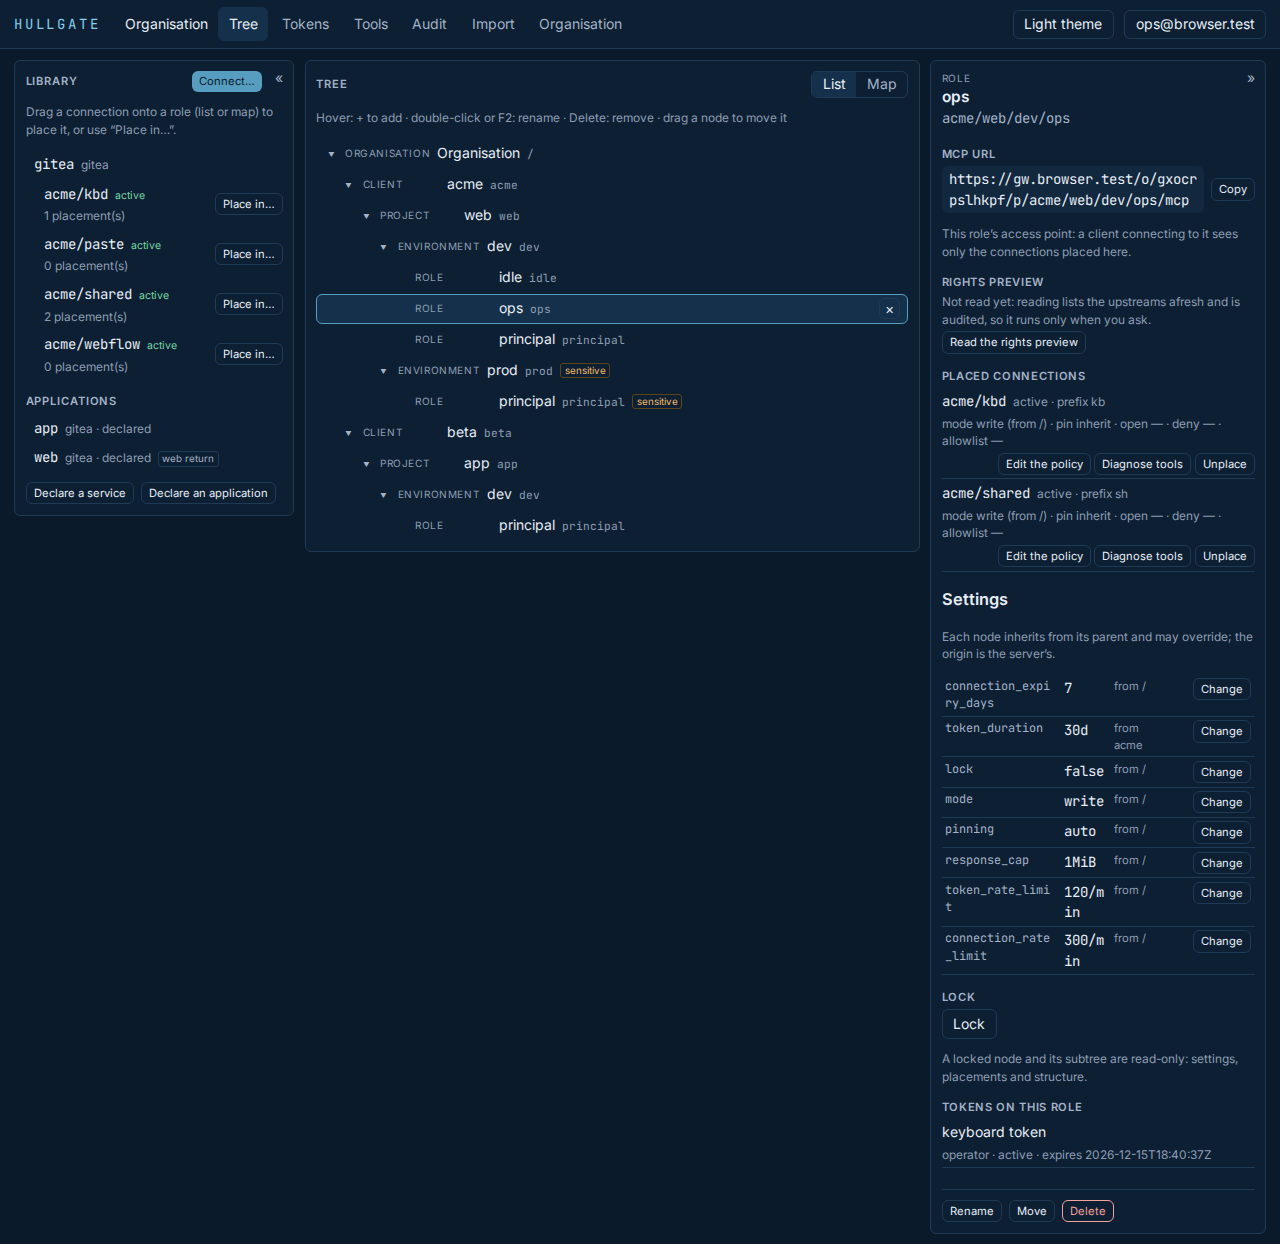 HULLGATE Organisation Tree Tokens Tools Audit Import Organisation Light theme ops@browser.test
LIBRARY Connect... «
Drag a connection onto a role (list or map) to
place it, or use “Place in...”.
gitea gitea
acme/kbd active
1 placement(s)
Place in...
acme/paste active
0 placement(s)
Place in...
acme/shared active
2 placement(s)
Place in...
acme/webflow active
0 placement(s)
Place in...
APPLICATIONS
app gitea · declared
web gitea · declared web return
Declare a service Declare an application
TREE List Map
Hover: + to add · double-click or F2: rename · Delete: remove · drag a node to move it
▾ ORGANISATION Organisation /
▾ CLIENT acme acme
▾ PROJECT web web
▾ ENVIRONMENT dev dev
ROLE idle idle
ROLE ops ops ×
ROLE principal principal
▾ ENVIRONMENT prod prod sensitive
ROLE principal principal sensitive
▾ CLIENT beta beta
▾ PROJECT app app
▾ ENVIRONMENT dev dev
ROLE principal principal
ROLE »
ops
acme/web/dev/ops
MCP URL
https://gw.browser.test/o/gxocr
pslhkpf/p/acme/web/dev/ops/mcp
Copy
This role’s access point: a client connecting to it sees
only the connections placed here.
RIGHTS PREVIEW
Not read yet: reading lists the upstreams afresh and is
audited, so it runs only when you ask.
Read the rights preview
PLACED CONNECTIONS
acme/kbd active · prefix kb
mode write (from /) · pin inherit · open — · deny — ·
allowlist —
Edit the policy Diagnose tools Unplace
acme/shared active · prefix sh
mode write (from /) · pin inherit · open — · deny — ·
allowlist —
Edit the policy Diagnose tools Unplace
Settings
Each node inherits from its parent and may override; the
origin is the server’s.
connection_expi 7 from / Change
ry_days
token_duration 30d from Change
acme
lock false from / Change
mode write from / Change
pinning auto from / Change
response_cap 1MiB from / Change
token_rate_limi 120/m from / Change
t in
connection_rate 300/m from / Change
_limit in
LOCK
Lock
A locked node and its subtree are read-only: settings,
placements and structure.
TOKENS ON THIS ROLE
keyboard token
operator · active · expires 2026-12-15T18:40:37Z
Rename Move Delete